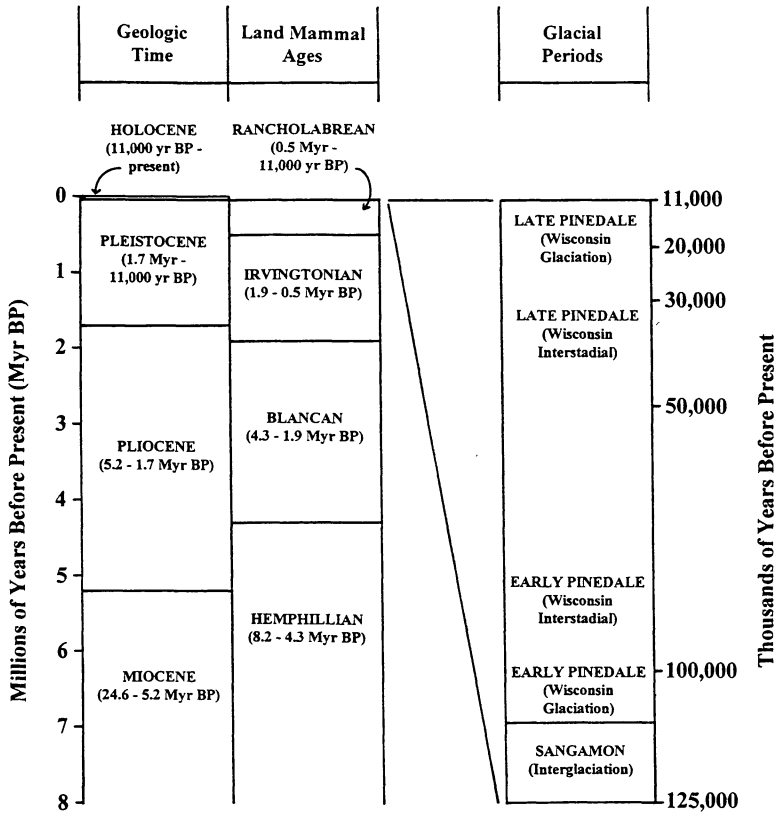 Geologic
Time
Land Mammal
Ages
Glacial
Periods
HOLOCENE
(11,000 yr BP -
present)
RANCHOLABREAN
(0.5 Myr -
11,000 yr BP)
Millions of Years Before Present (Myr BP)
0
1
2
3
4
5
6
7
8
PLEISTOCENE
(1.7 Myr -
11,000 yr BP)
PLIOCENE
(5.2 - 1.7 Myr BP)
MIOCENE
(24.6 - 5.2 Myr BP)
IRVINGTONIAN
(1.9 - 0.5 Myr BP)
BLANCAN
(4.3 - 1.9 Myr BP)
HEMPHILLIAN
(8.2 - 4.3 Myr BP)
LATE PINEDALE
(Wisconsin
Glaciation)
LATE PINEDALE
(Wisconsin
Interstadial)
EARLY PINEDALE
(Wisconsin
Interstadial)
EARLY PINEDALE
(Wisconsin
Glaciation)
SANGAMON
(Interglaciation)
11,000
20,000
30,000
50,000
100,000
125,000
Thousands of Years Before Present